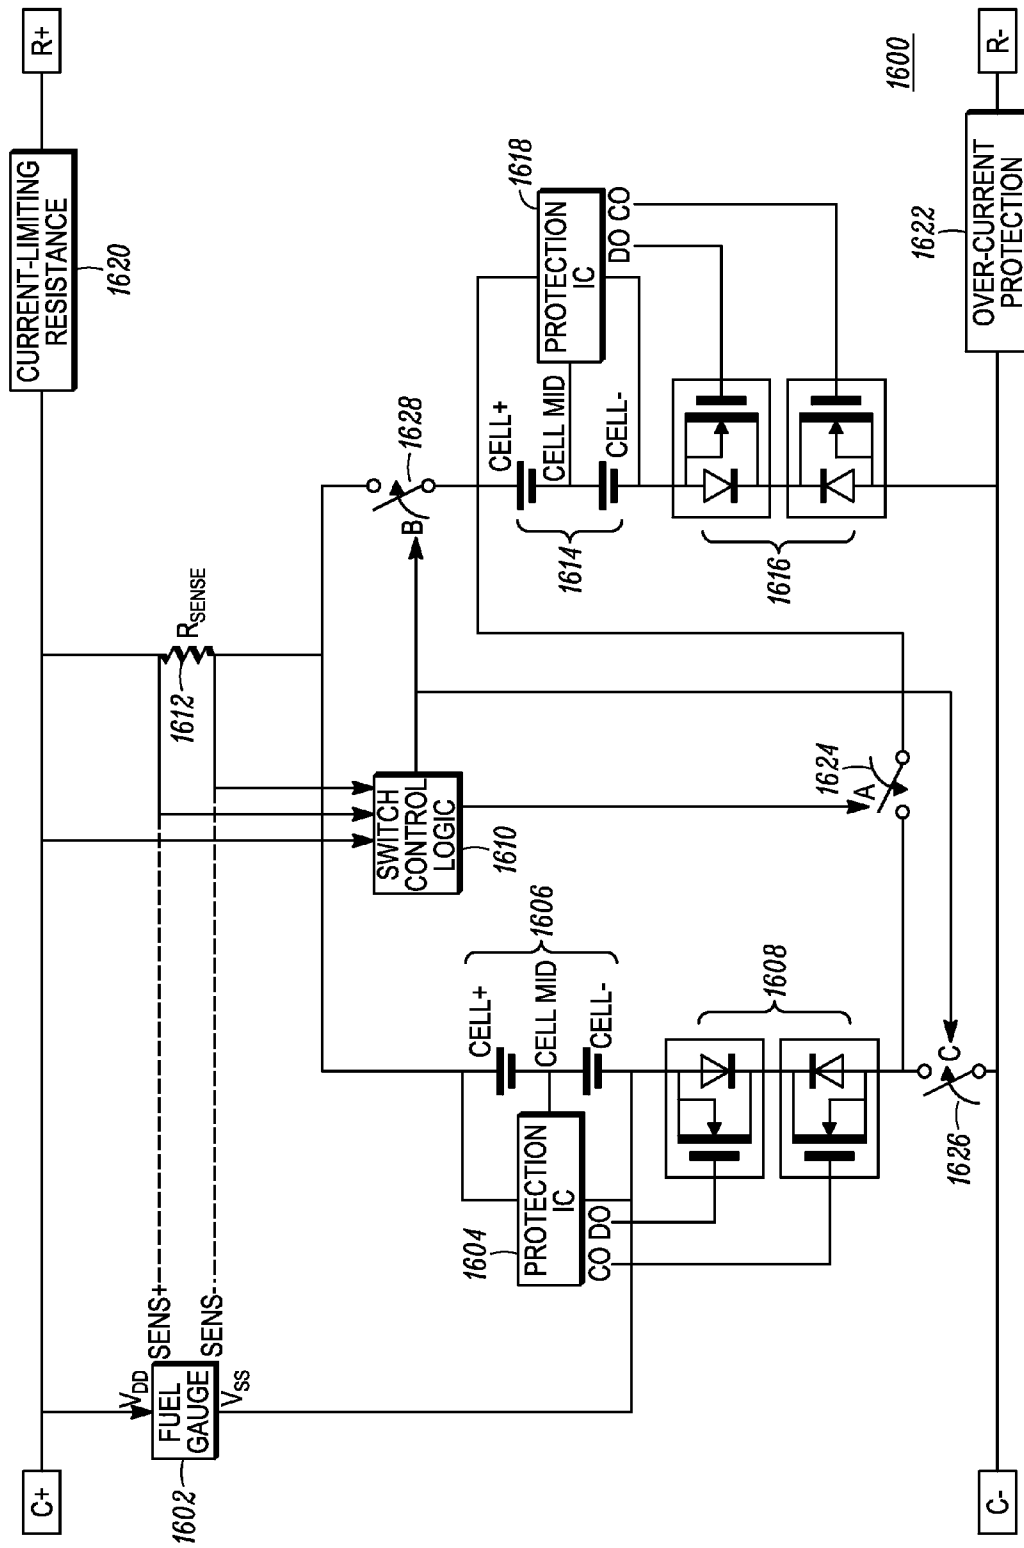 C+
R+
CURRENT-LIMITING
RESISTANCE
1620
VDD
FUEL
GAUGE
VSS
SENS+
SENS-
1602
1612
RSENSE
SWITCH
CONTROL
LOGIC
1610
B
1628
CELL+
CELL MID
CELL-
1606
PROTECTION
IC
CO DO
1604
1608
CELL+
CELL MID
CELL-
1614
PROTECTION
IC
DO CO
1618
1616
A
1624
C
1626
1600
OVER-CURRENT
PROTECTION
1622
C-
R-